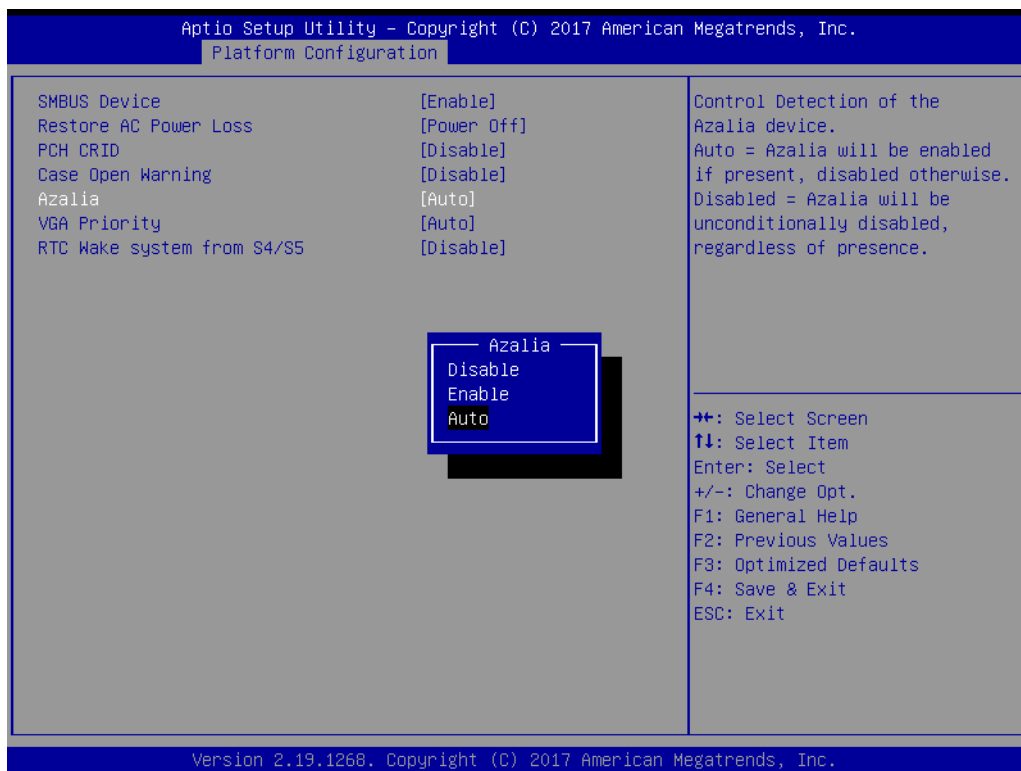 Aptio Setup Utility – Copyright (C) 2017 American Megatrends, Inc.
Platform Configuration
SMBUS Device [Enable]
Restore AC Power Loss [Power Off]
PCH CRID [Disable]
Case Open Warning [Disable]
Azalia [Auto]
VGA Priority [Auto]
RTC Wake system from S4/S5 [Disable]
Azalia
Disable
Enable
Auto
Control Detection of the
Azalia device.
Auto = Azalia will be enabled
if present, disabled otherwise.
Disabled = Azalia will be
unconditionally disabled,
regardless of presence.
→←: Select Screen
↑↓: Select Item
Enter: Select
+/-: Change Opt.
F1: General Help
F2: Previous Values
F3: Optimized Defaults
F4: Save & Exit
ESC: Exit
Version 2.19.1268. Copyright (C) 2017 American Megatrends, Inc.